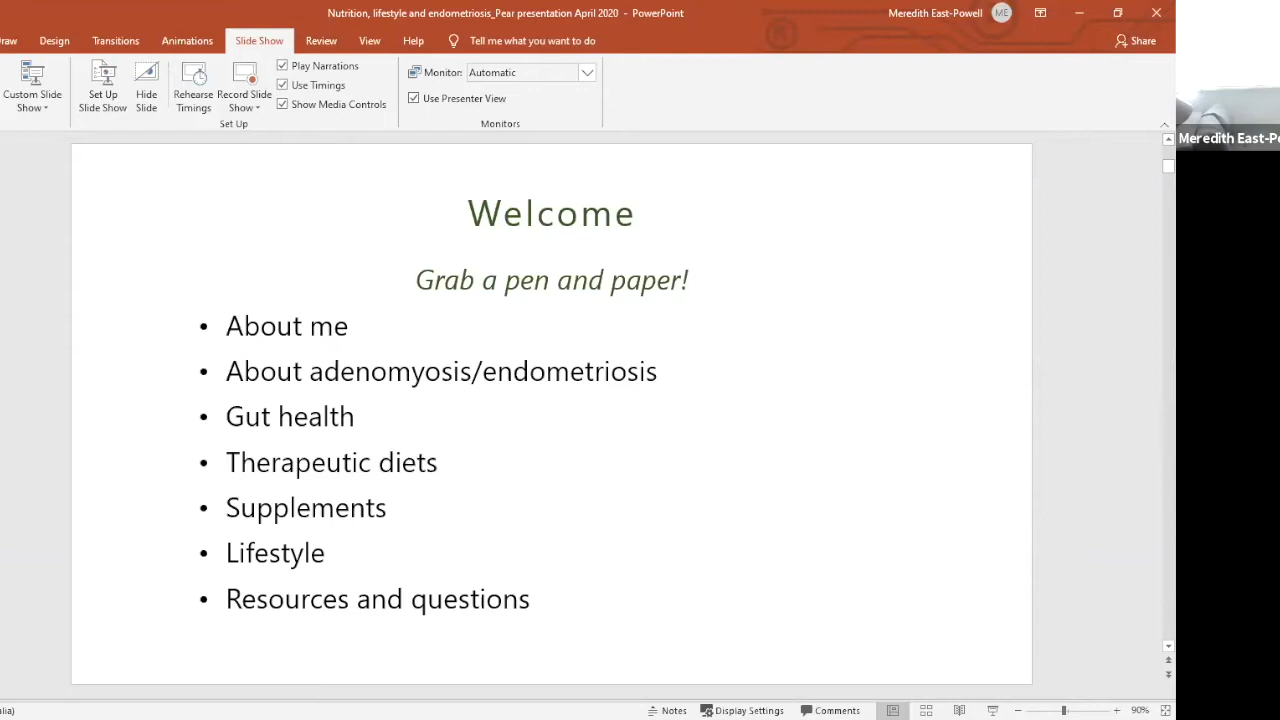 Nutrition, lifestyle and endometriosis_Pear presentation April 2020 - PowerPoint
Meredith East-Powell
ME
Design Transitions Animations Slide Show Review View Help Tell me what you want to do
Share
Custom Slide Show
Set Up Slide Show
Hide Slide
Rehearse Timings
Record Slide Show
Play Narrations
Use Timings
Show Media Controls
Set Up
Monitor: Automatic
Use Presenter View
Monitors
Meredith East-P
Welcome
Grab a pen and paper!
• About me
• About adenomyosis/endometriosis
• Gut health
• Therapeutic diets
• Supplements
• Lifestyle
• Resources and questions
Notes Display Settings Comments 90%